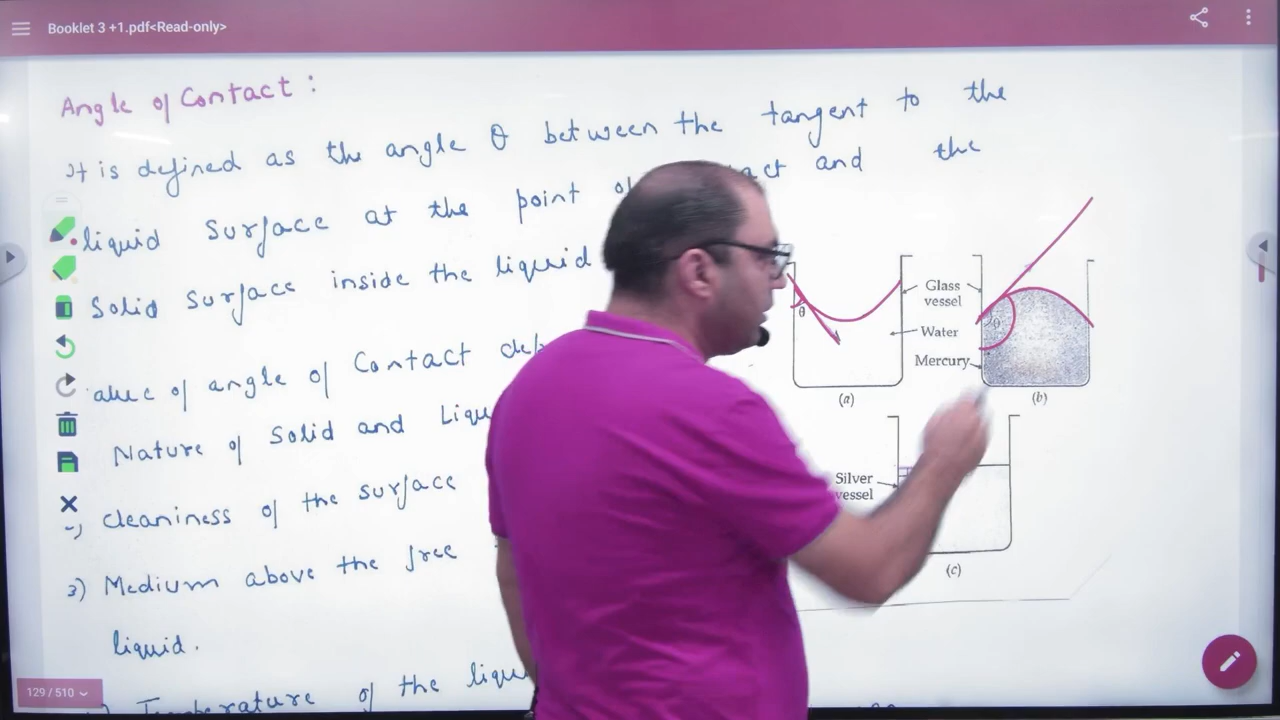 Booklet 3 +1.pdf<Read-only>
Angle of Contact :
It is defined as the angle θ between the tangent to the
liquid Surface at the point and the
Solid Surface inside the liquid
of angle of Contact
Nature of Solid and
cleaniness of the surface
3) Medium above the free
liquid.
Temperature of the
129 / 510
θ
Glass
vessel
Water
Mercury
(a)
θ
(b)
Silver
vessel
(c)